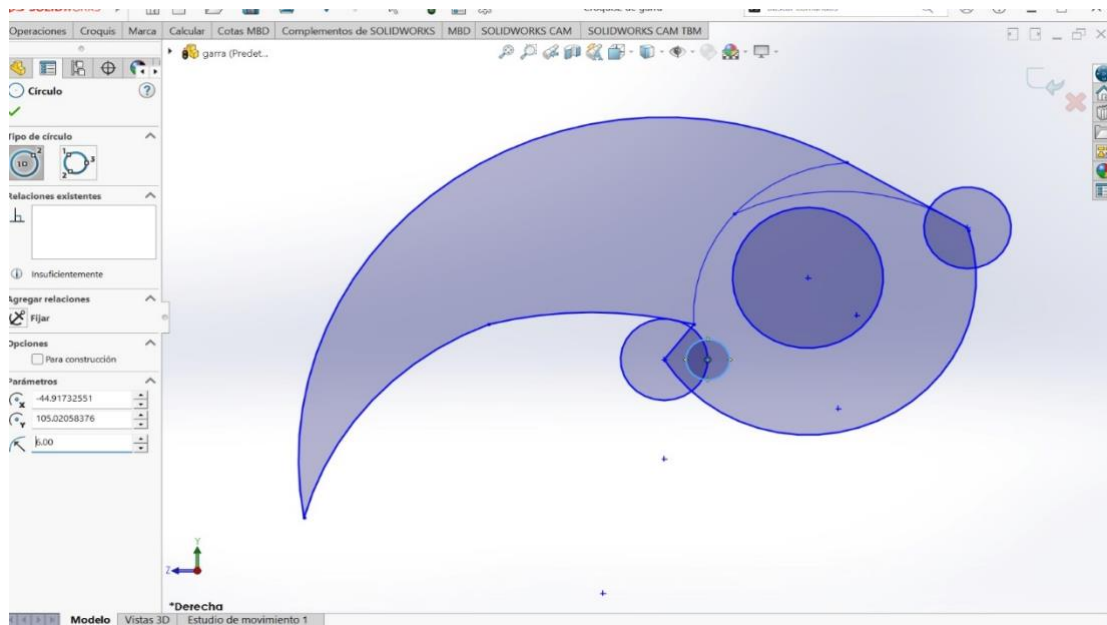 Operaciones Croquis Marca Calcular Cotas MBD Complementos de SOLIDWORKS MBD SOLIDWORKS CAM SOLIDWORKS CAM TBM
garra (Predet...
Círculo
?
Tipo de círculo
Relaciones existentes
Insuficientemente
Agregar relaciones
Fijar
Opciones
Para construcción
Parámetros
-44.91732551
105.02058376
6.00
Y
Z
*Derecha
Modelo Vistas 3D Estudio de movimiento 1